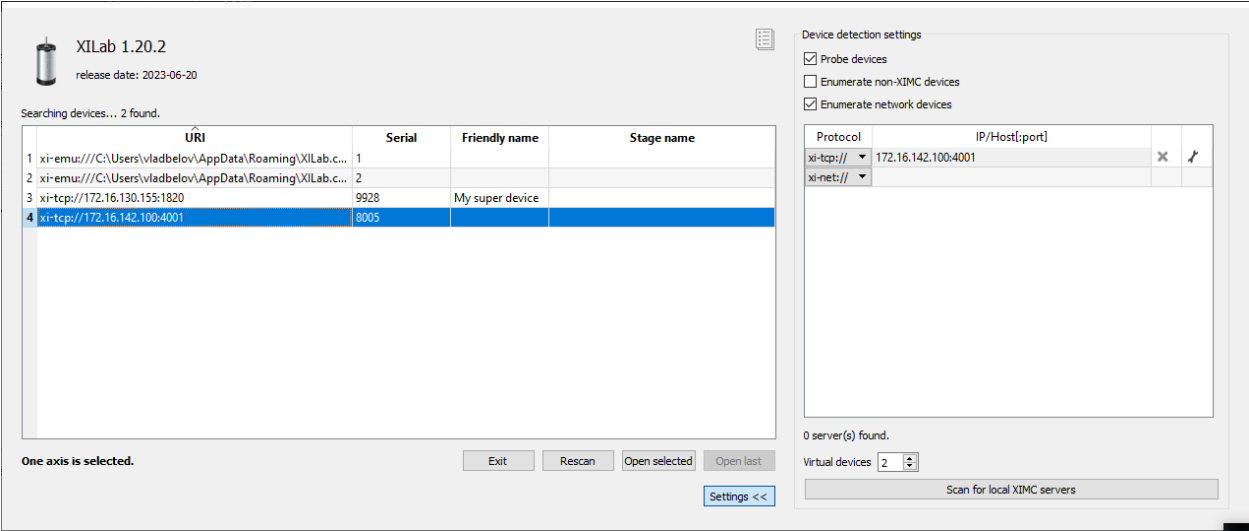 XILab 1.20.2
release date: 2023-06-20
Searching devices... 2 found.
URI Serial Friendly name Stage name
1 xi-emu:///C:\Users\vladbelov\AppData\Roaming\XILab.c... 1
2 xi-emu:///C:\Users\vladbelov\AppData\Roaming\XILab.c... 2
3 xi-tcp://172.16.130.155:1820 9928 My super device
4 xi-tcp://172.16.142.100:4001 8005
One axis is selected.
Exit Rescan Open selected Open last
Settings <<
Device detection settings
Probe devices
Enumerate non-XIMC devices
Enumerate network devices
Protocol IP/Host[:port]
xi-tcp:// 172.16.142.100:4001
xi-net://
0 server(s) found.
Virtual devices 2
Scan for local XIMC servers